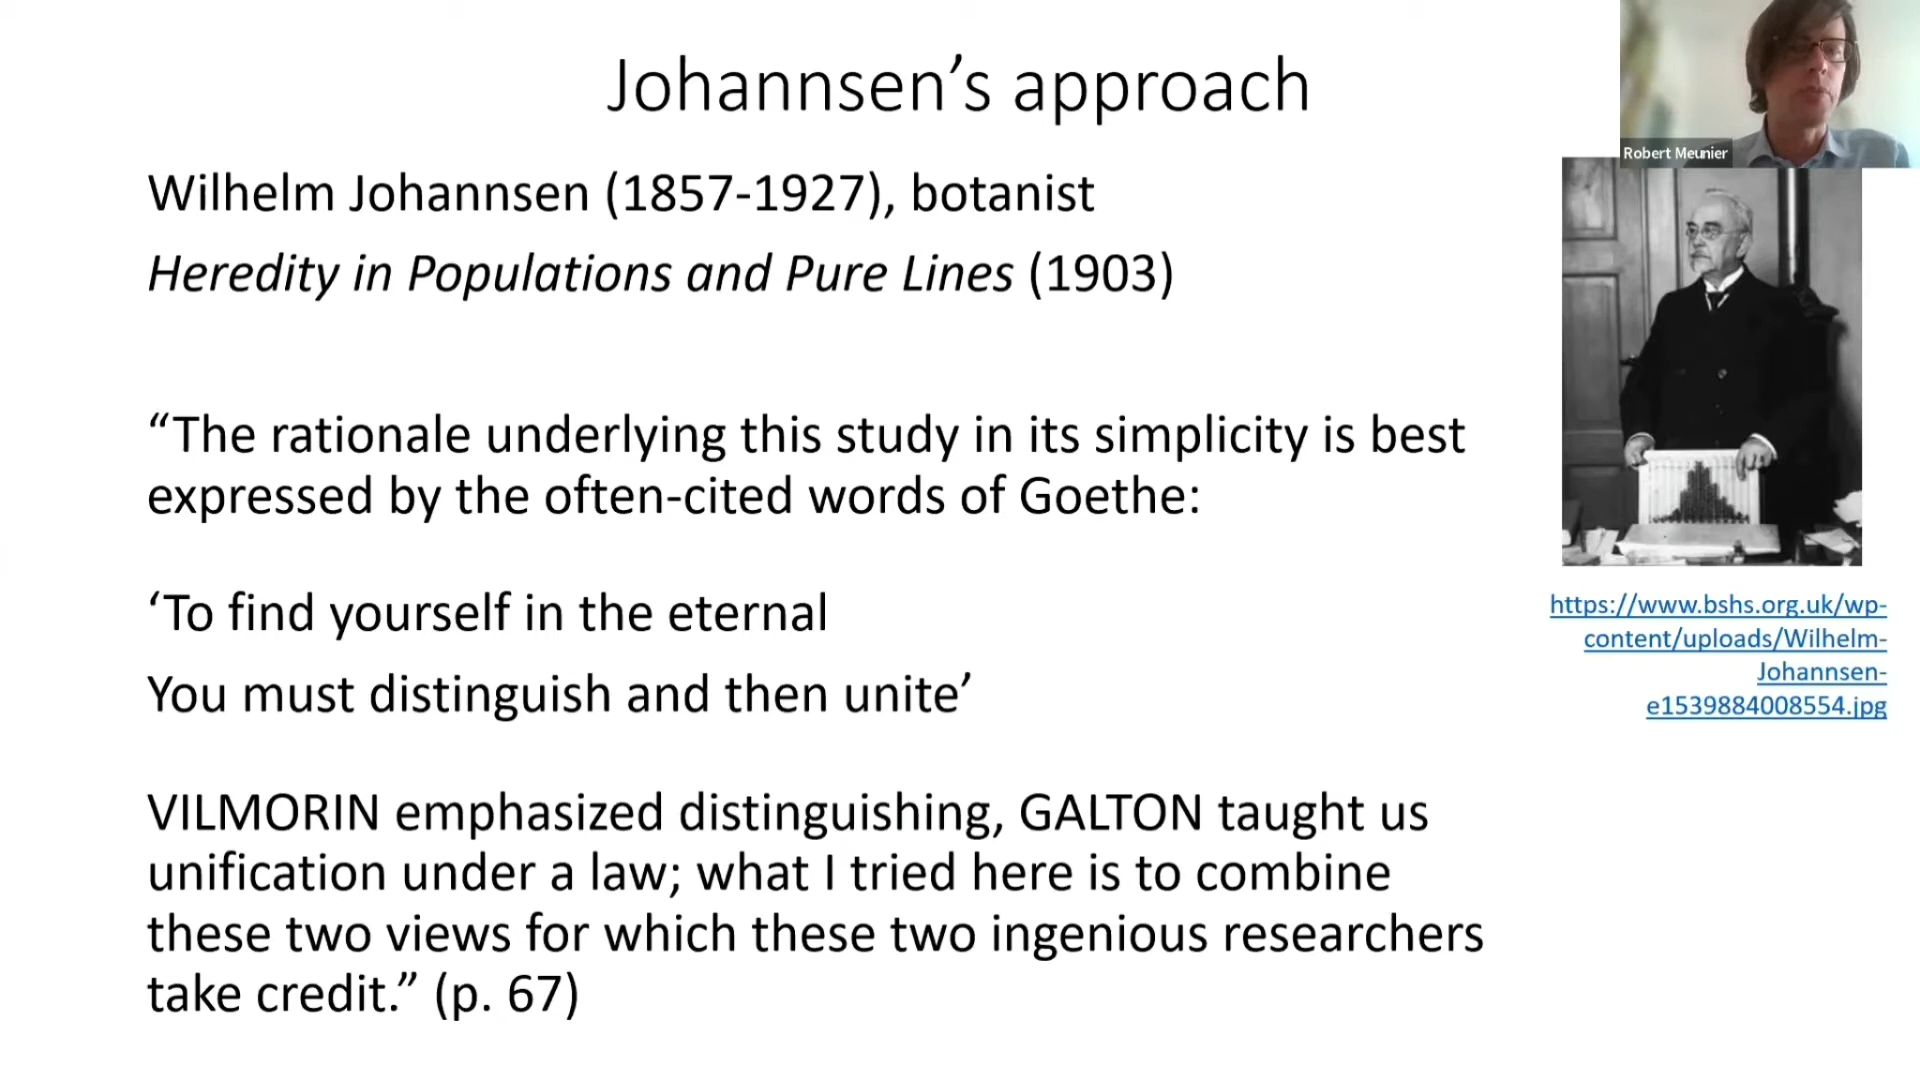 Johannsen’s approach
Robert Meunier
Wilhelm Johannsen (1857-1927), botanist
Heredity in Populations and Pure Lines (1903)
“The rationale underlying this study in its simplicity is best
expressed by the often-cited words of Goethe:
‘To find yourself in the eternal
You must distinguish and then unite’
VILMORIN emphasized distinguishing, GALTON taught us
unification under a law; what I tried here is to combine
these two views for which these two ingenious researchers
take credit.” (p. 67)
https://www.bshs.org.uk/wp-
content/uploads/Wilhelm-
Johannsen-
e1539884008554.jpg